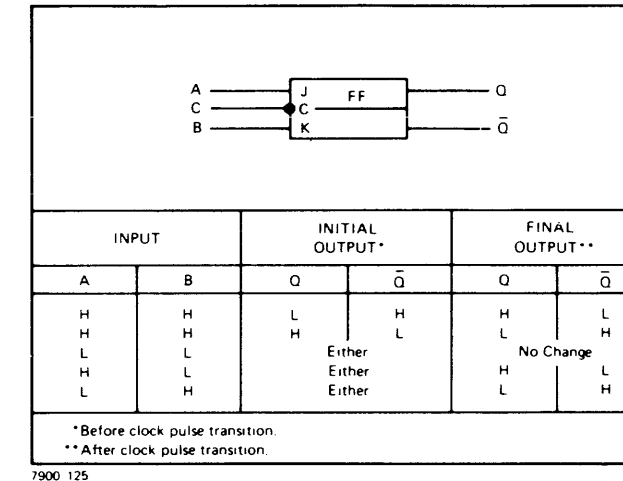 A J FF Q
C C
B K Q̅
INPUT INITIAL OUTPUT* FINAL OUTPUT**
A B Q Q̅ Q Q̅
H H L H H L
H H H L L H
L L Either No Change
H L Either H L
L H Either L H
*Before clock pulse transition.
**After clock pulse transition.
7900 125